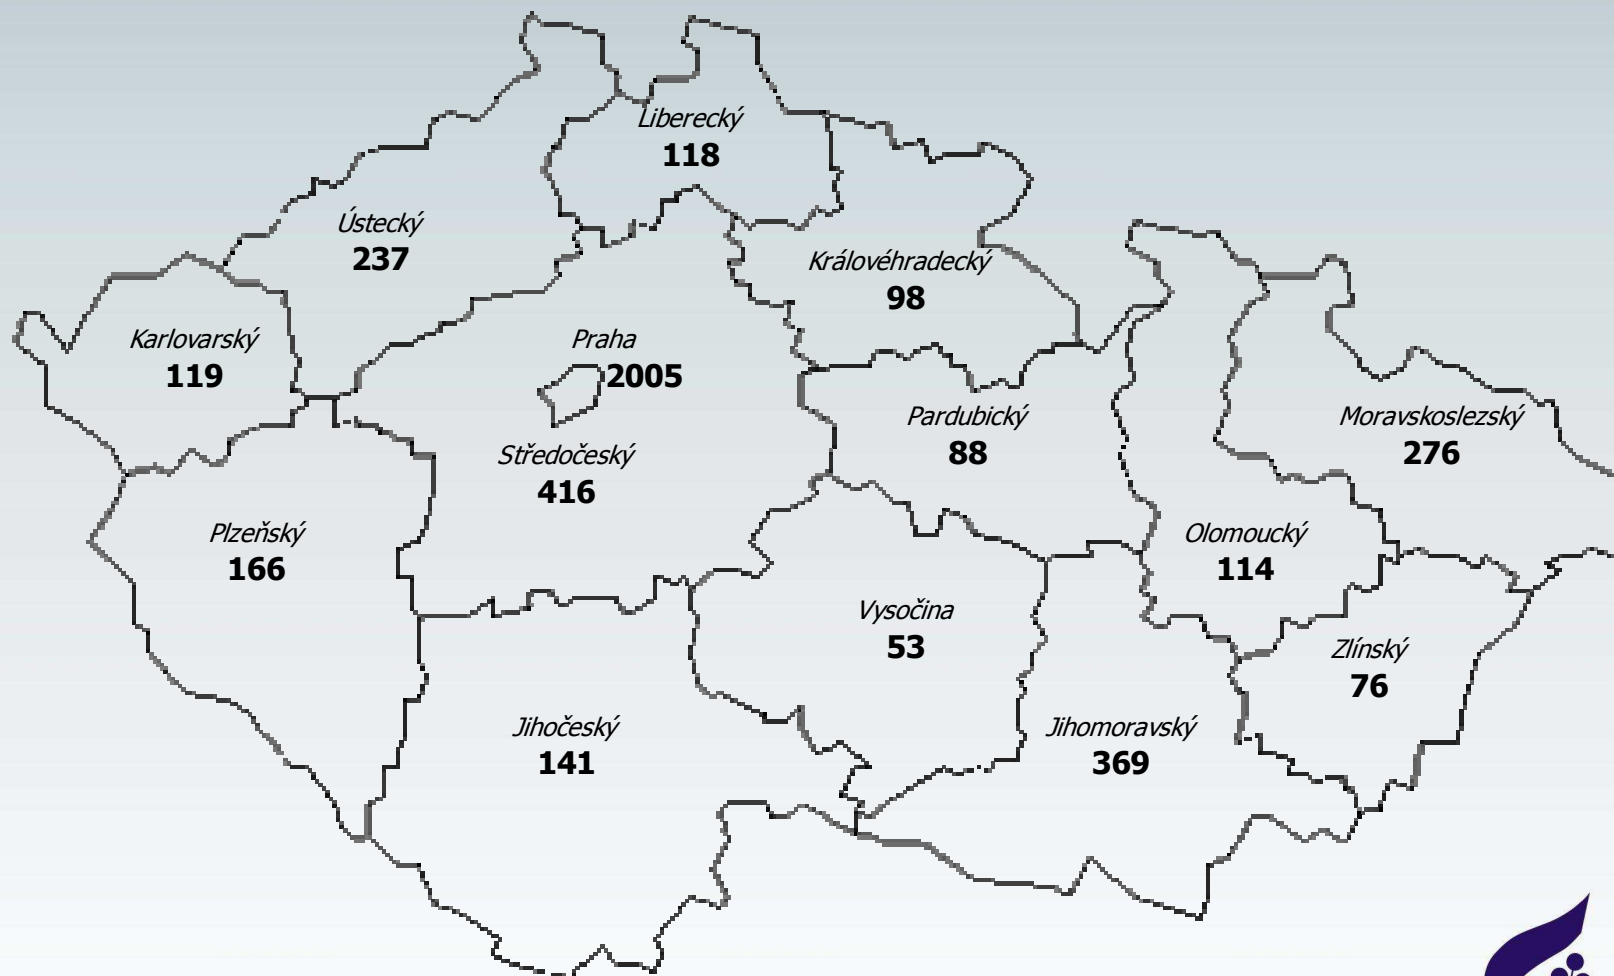 Liberecký
118
Ústecký
237
Královéhradecký
98
Karlovarský
119
Praha
2005
Pardubický
88
Moravskoslezský
276
Středočeský
416
Plzeňský
166
Olomoucký
114
Vysočina
53
Zlínský
76
Jihočeský
141
Jihomoravský
369